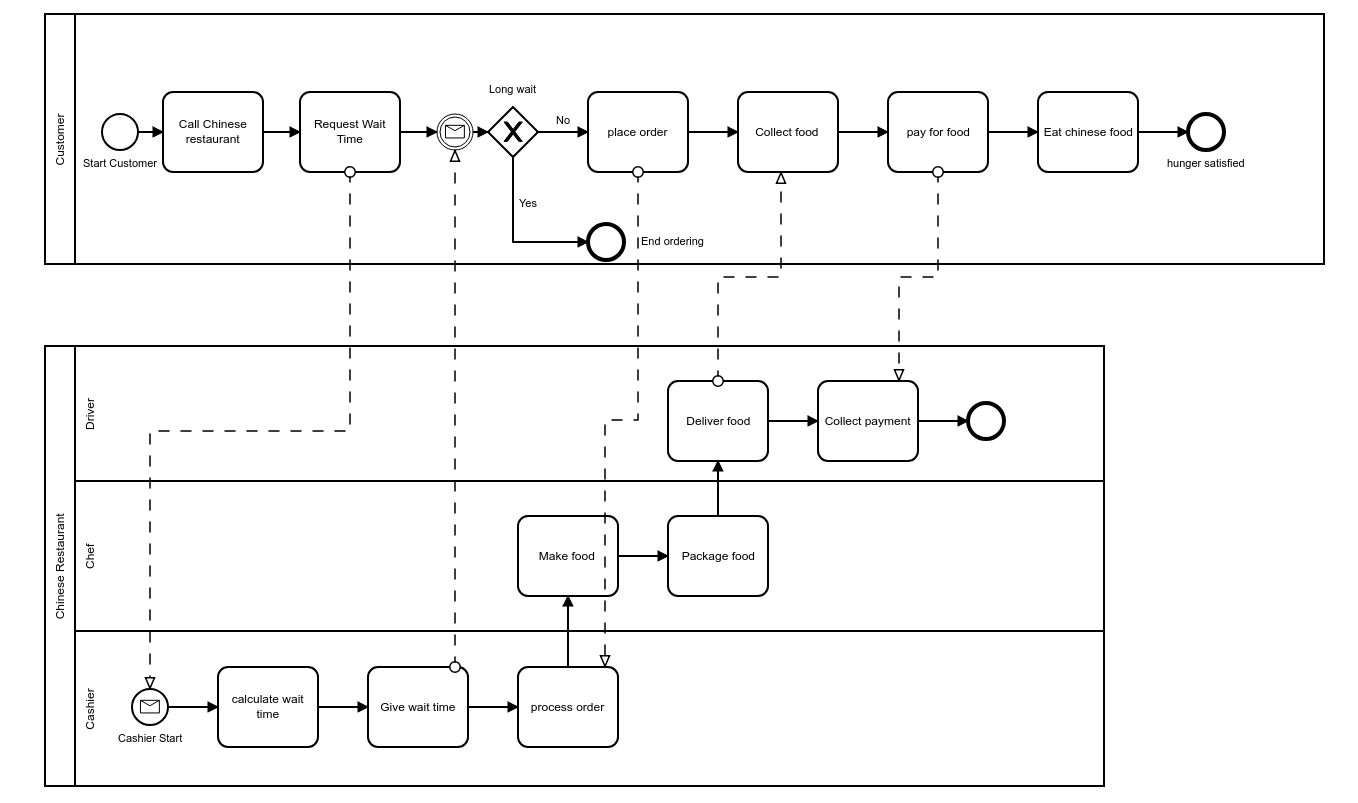 Customer
Start Customer
Call Chinese
restaurant
Request Wait
Time
Long wait
No
Yes
End ordering
place order
Collect food
pay for food
Eat chinese food
hunger satisfied
Chinese Restaurant
Driver
Deliver food
Collect payment
Chef
Make food
Package food
Cashier
Cashier Start
calculate wait
time
Give wait time
process order